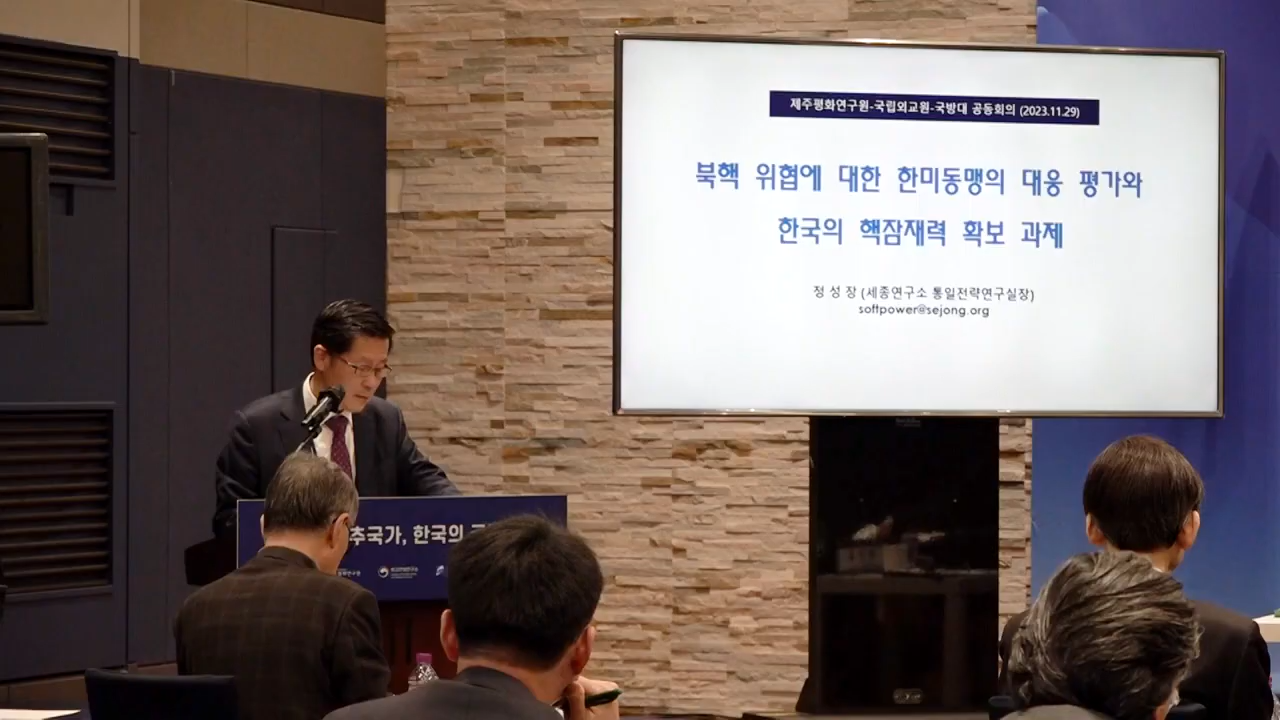 제주평화연구원-국립외교원-국방대 공동회의 (2023.11.29)
북핵 위협에 대한 한미동맹의 대응 평가와
한국의 핵잠재력 확보 과제
정 성 장 (세종연구소 통일전략연구실장)
softpower@sejong.org
추국가, 한국의